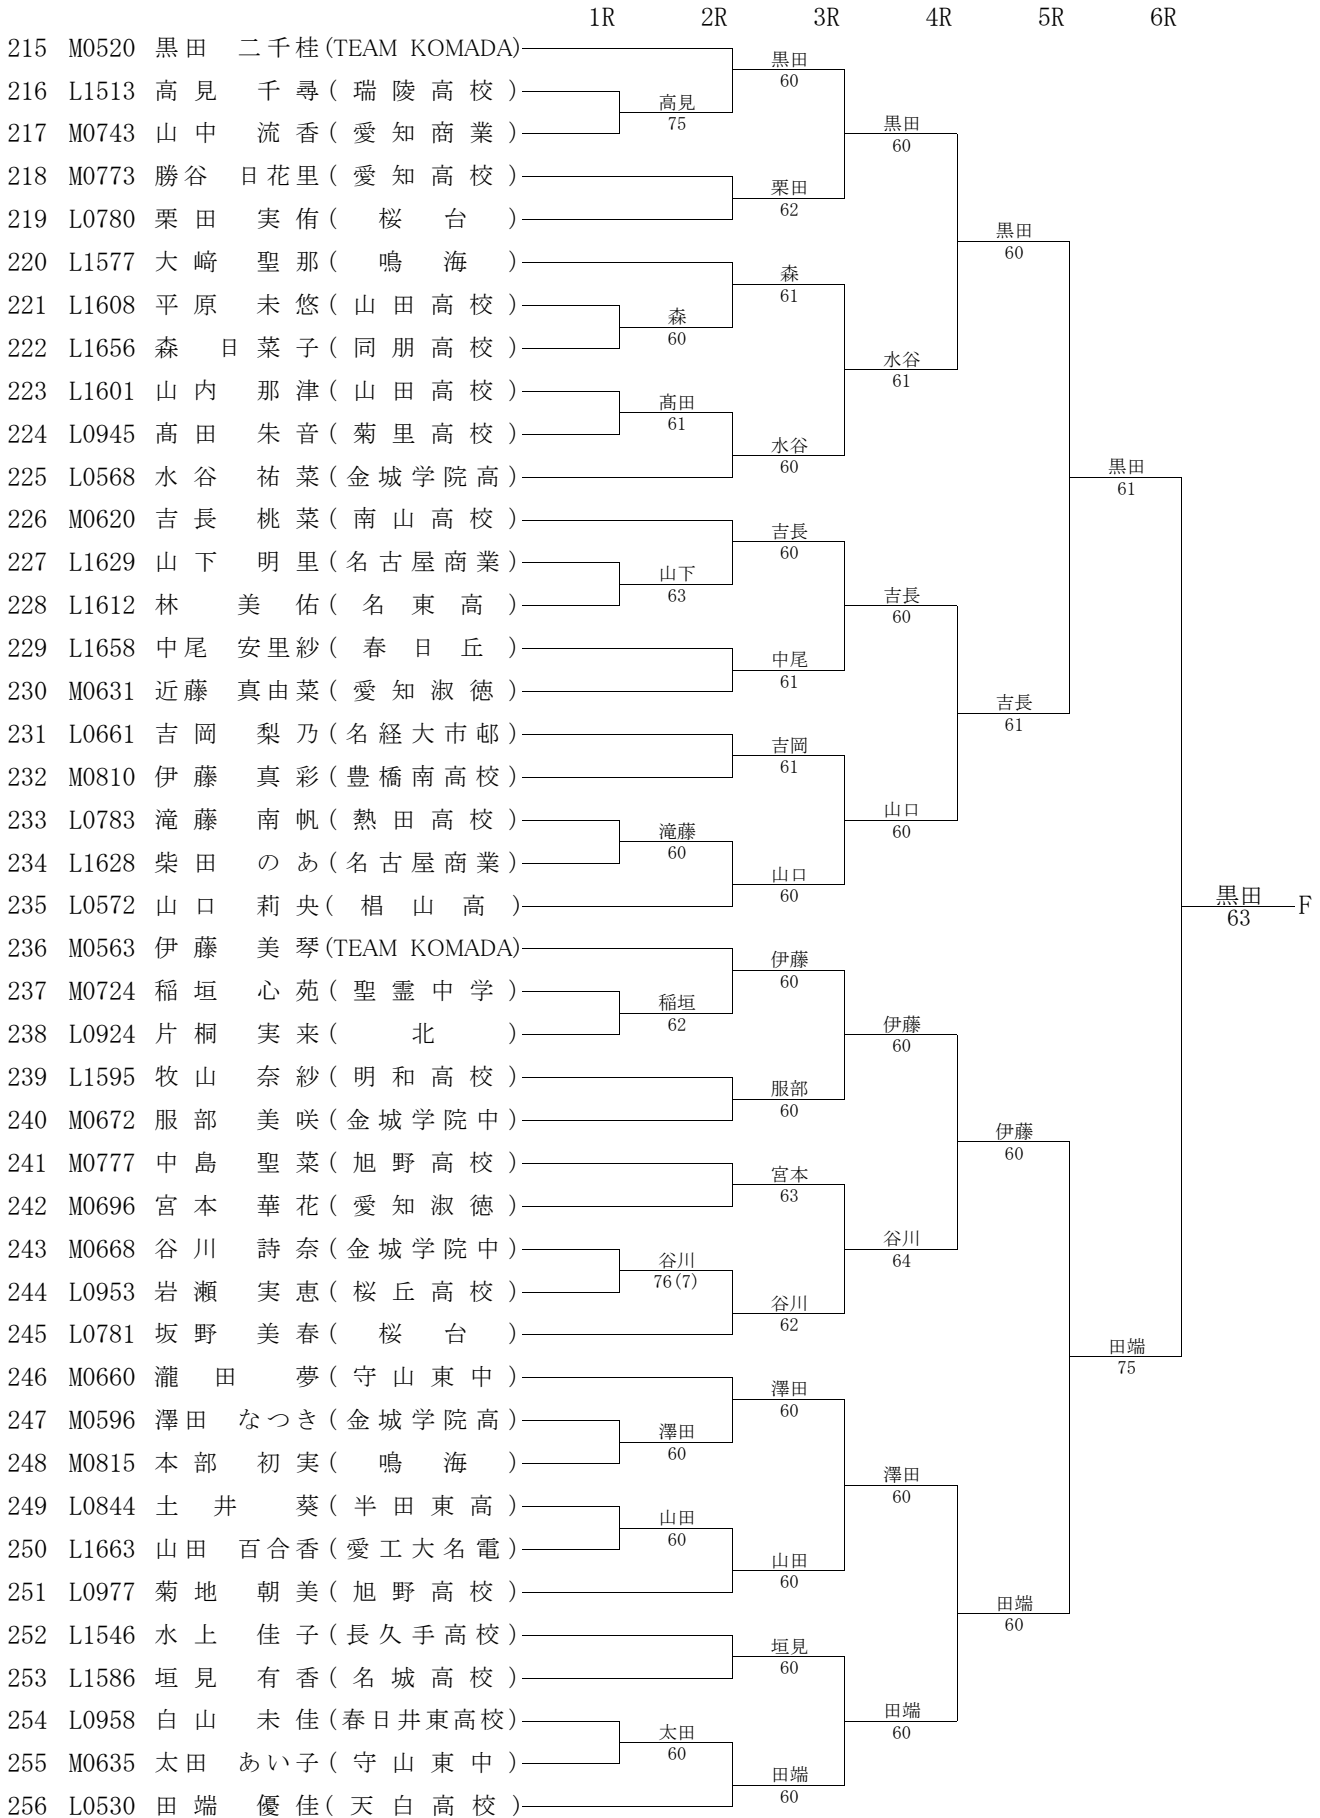 1R 2R 3R 4R 5R 6R
215 M0520 黒田 二千桂(TEAM KOMADA)
黒田
60
216 L1513 高見 千尋(瑞陵高校)
高見
75
217 M0743 山中 流香(愛知商業)
黒田
60
218 M0773 勝谷 日花里(愛知高校)
栗田
62
219 L0780 栗田 実侑(桜台)
黒田
60
220 L1577 大﨑 聖那(鳴海)
森
61
221 L1608 平原 未悠(山田高校)
森
60
222 L1656 森 日菜子(同朋高校)
水谷
61
223 L1601 山内 那津(山田高校)
髙田
61
224 L0945 髙田 朱音(菊里高校)
水谷
60
225 L0568 水谷 祐菜(金城学院高)
黒田
61
226 M0620 吉長 桃菜(南山高校)
吉長
60
227 L1629 山下 明里(名古屋商業)
山下
63
228 L1612 林 美佑(名東高)
吉長
60
229 L1658 中尾 安里紗(春日丘)
中尾
61
230 M0631 近藤 真由菜(愛知淑徳)
吉長
61
231 L0661 吉岡 梨乃(名経大市邨)
吉岡
61
232 M0810 伊藤 真彩(豊橋南高校)
山口
60
233 L0783 滝藤 南帆(熱田高校)
滝藤
60
234 L1628 柴田 のあ(名古屋商業)
山口
60
235 L0572 山口 莉央(椙山高)
黒田
63
F
236 M0563 伊藤 美琴(TEAM KOMADA)
伊藤
60
237 M0724 稲垣 心苑(聖霊中学)
稲垣
62
238 L0924 片桐 実来(北)
伊藤
60
239 L1595 牧山 奈紗(明和高校)
服部
60
240 M0672 服部 美咲(金城学院中)
伊藤
60
241 M0777 中島 聖菜(旭野高校)
宮本
63
242 M0696 宮本 華花(愛知淑徳)
谷川
64
243 M0668 谷川 詩奈(金城学院中)
谷川
76(7)
244 L0953 岩瀬 実恵(桜丘高校)
谷川
62
245 L0781 坂野 美春(桜台)
田端
75
246 M0660 瀧田 夢(守山東中)
澤田
60
247 M0596 澤田 なつき(金城学院高)
澤田
60
248 M0815 本部 初実(鳴海)
澤田
60
249 L0844 土井 葵(半田東高)
山田
60
250 L1663 山田 百合香(愛工大名電)
山田
60
251 L0977 菊地 朝美(旭野高校)
田端
60
252 L1546 水上 佳子(長久手高校)
垣見
60
253 L1586 垣見 有香(名城高校)
田端
60
254 L0958 白山 未佳(春日井東高校)
太田
60
255 M0635 太田 あい子(守山東中)
田端
60
256 L0530 田端 優佳(天白高校)